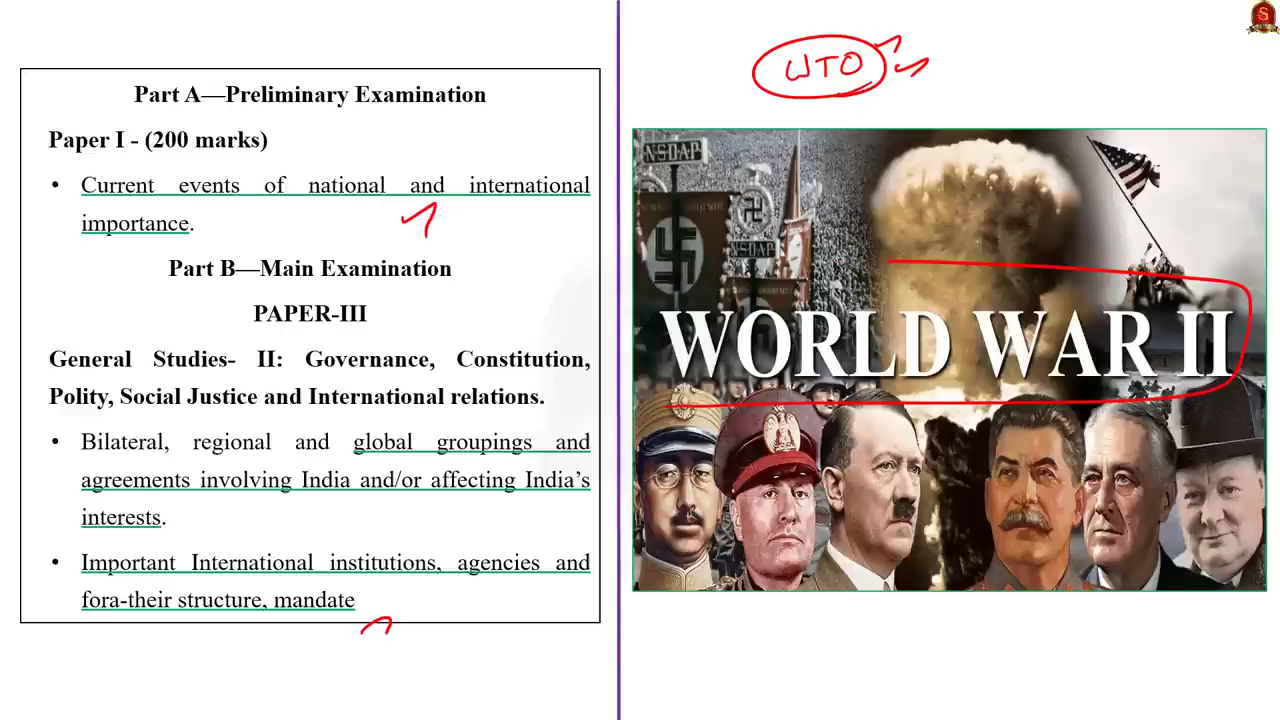 Part A—Preliminary Examination
Paper I - (200 marks)
• Current events of national and international
importance.
Part B—Main Examination
PAPER-III
General Studies- II: Governance, Constitution,
Polity, Social Justice and International relations.
• Bilateral, regional and global groupings and
agreements involving India and/or affecting India’s
interests.
• Important International institutions, agencies and
fora-their structure, mandate
WTO
S
NSDAP
NSDAP
WORLD WAR II